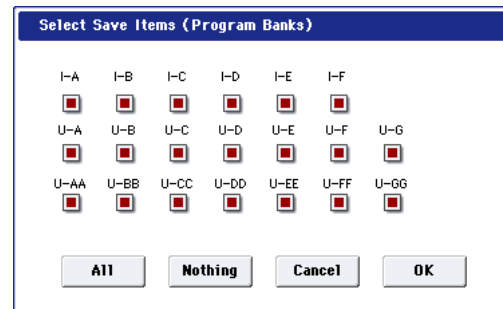 Select Save Items (Program Banks)
I-A I-B I-C I-D I-E I-F
U-A U-B U-C U-D U-E U-F U-G
U-AA U-BB U-CC U-DD U-EE U-FF U-GG
All Nothing Cancel OK